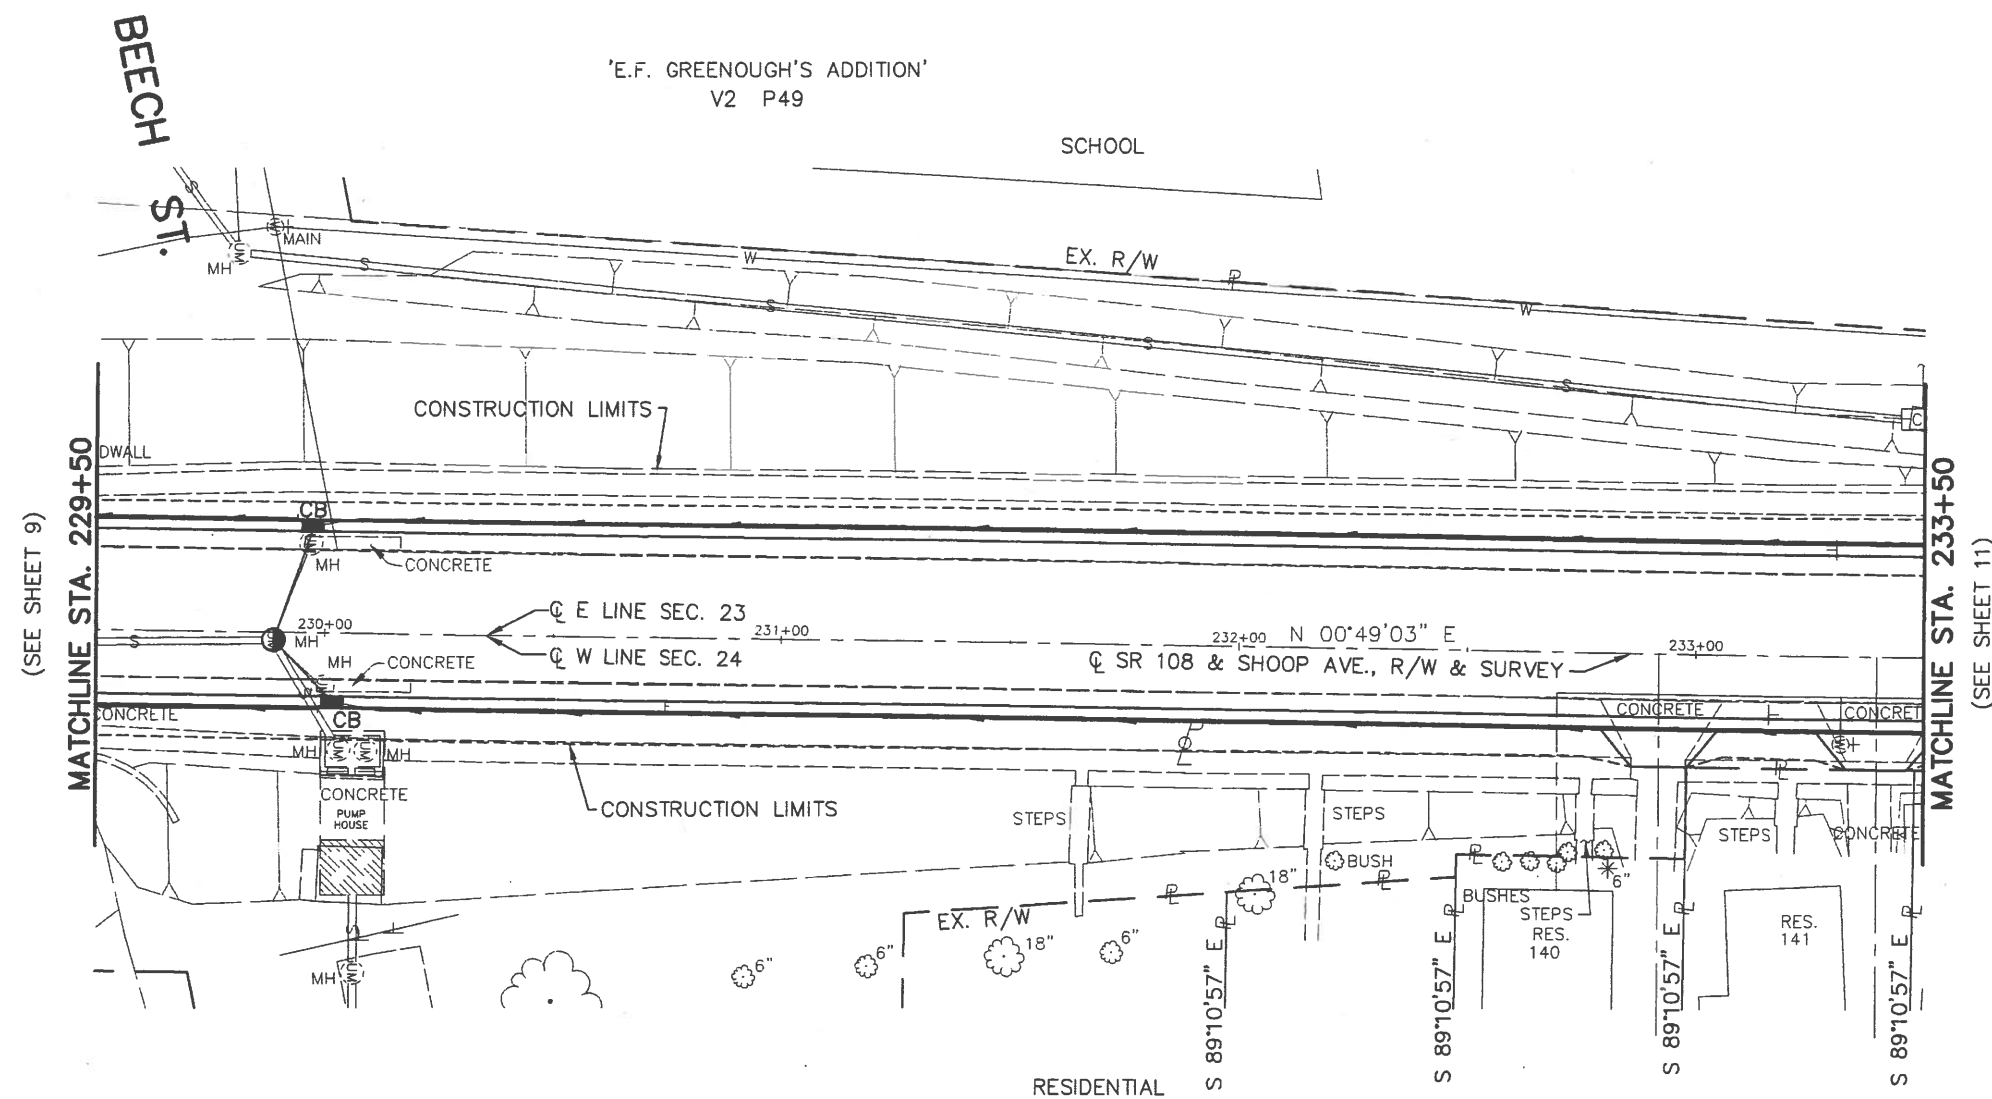 BEECH ST.
'E.F. GREENOUGH'S ADDITION'
V2 P49
SCHOOL
S
MAIN
MH
S
W
EX. R/W
W
S
S
S
C
CONSTRUCTION LIMITS
DWALL
(SEE SHEET 9)
MATCHLINE STA. 229+50
MATCHLINE STA. 233+50
(SEE SHEET 11)
CB
MH
CONCRETE
℄ E LINE SEC. 23
230+00
231+00
232+00
N 00°49'03" E
233+00
S
MH
℄ W LINE SEC. 24
℄ SR 108 & SHOOP AVE., R/W & SURVEY
MH
CONCRETE
S
CONCRETE
CB
CONCRETE
CONCRET
MH
MH
CONCRETE
PUMP
HOUSE
CONSTRUCTION LIMITS
STEPS
STEPS
STEPS
CONCRETE
BUSH
18"
6"
BUSHES
STEPS
EX. R/W
RES.
140
RES.
141
S
MH
6"
6"
18"
6"
S 89°10'57" E
S 89°10'57" E
S 89°10'57" E
S 89°10'57" E
RESIDENTIAL